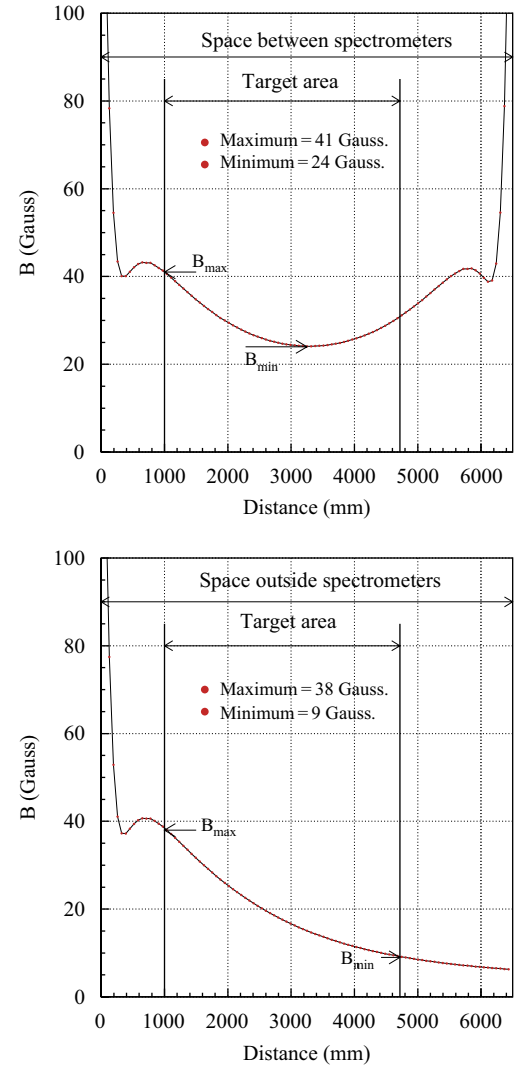 100
Space between spectrometers
Target area
80
Maximum = 41 Gauss.
Minimum = 24 Gauss.
60
B (Gauss)
Bmax
40
20
Bmin
0
0 1000 2000 3000 4000 5000 6000
Distance (mm)
100
Space outside spectrometers
Target area
80
Maximum = 38 Gauss.
Minimum = 9 Gauss.
60
B (Gauss)
40
Bmax
20
Bmin
0
0 1000 2000 3000 4000 5000 6000
Distance (mm)